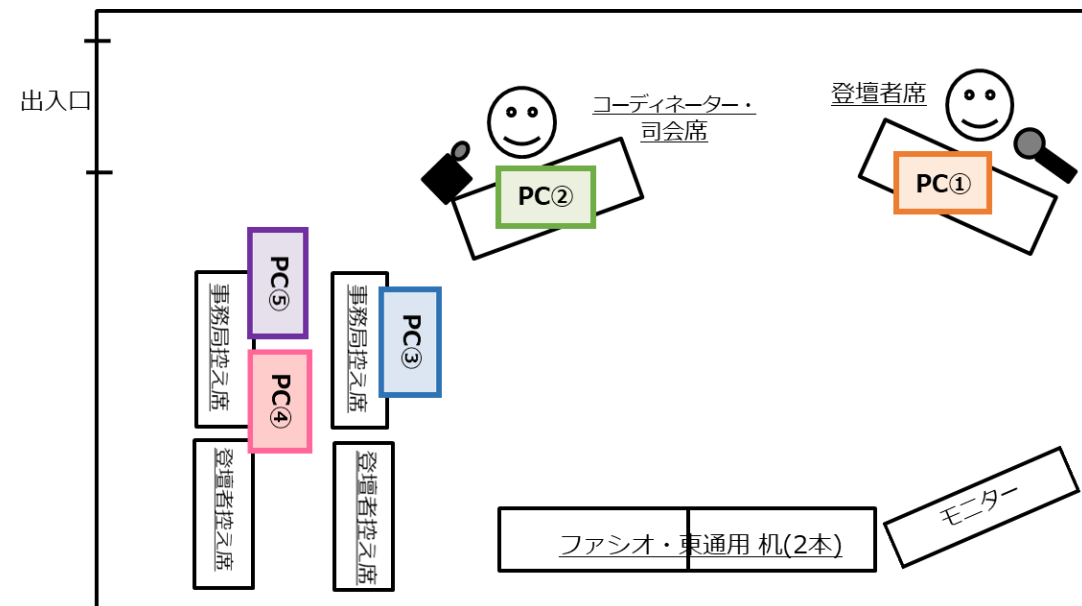 出入口
コーディネーター・
司会席
登壇者席
PC②
PC①
PC⑤
PC③
PC④
事務局控え席
事務局控え席
登壇者控え席
登壇者控え席
モニター
ファシオ・東通用 机(2本)